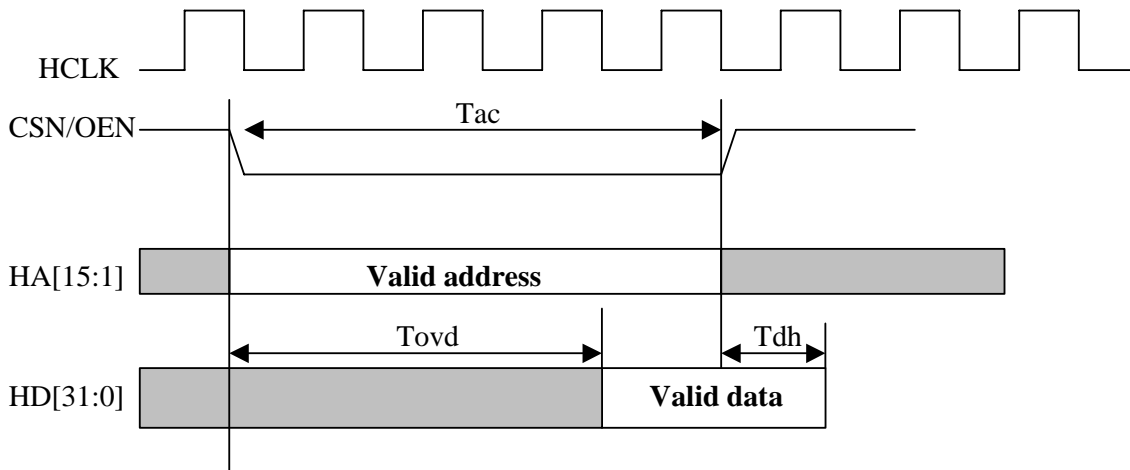 HCLK
CSN/OEN
Tac
HA[15:1]
Valid address
Tovd
Tdh
HD[31:0]
Valid data